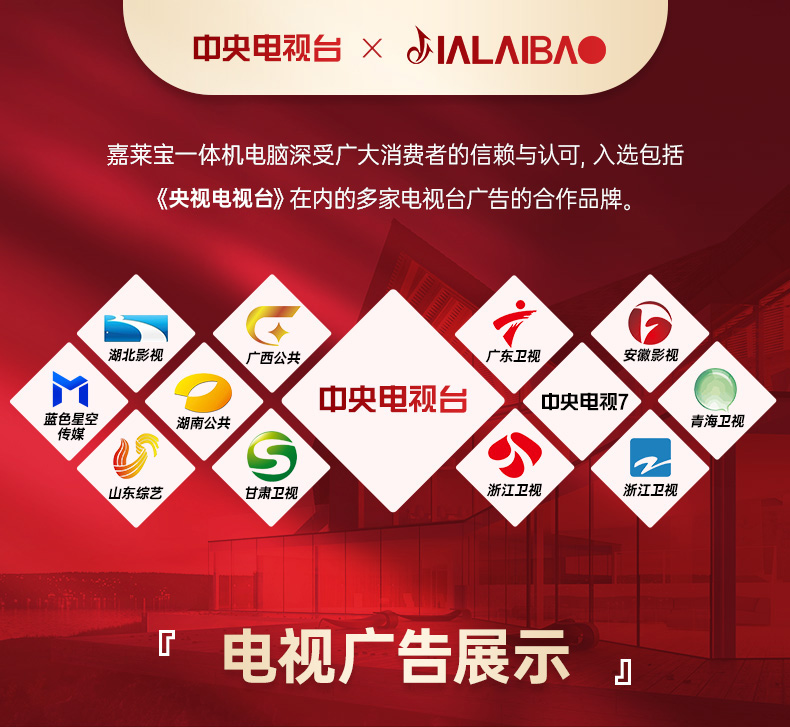 中央电视台 × JIALAIBAO
嘉莱宝一体机电脑深受广大消费者的信赖与认可, 入选包括
《央视电视台》在内的多家电视台广告的合作品牌。
湖北影视
广西公共
广东卫视
安徽影视
蓝色星空
传媒
湖南公共
中央电视台
中央电视7
青海卫视
山东综艺
甘肃卫视
浙江卫视
浙江卫视
『电视广告展示』